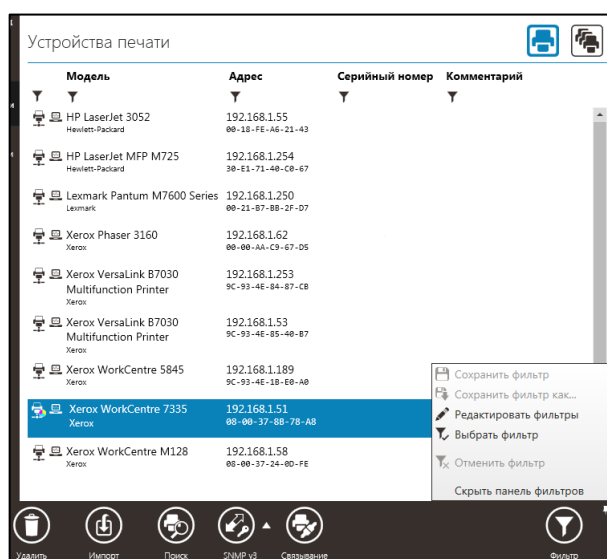 Устройства печати
Модель Адрес Серийный номер Комментарий
HP LaserJet 3052 192.168.1.55
Hewlett-Packard 00-18-FE-A6-21-43
HP LaserJet MFP M725 192.168.1.254
Hewlett-Packard 30-E1-71-40-C0-67
Lexmark Pantum M7600 Series 192.168.1.250
Lexmark 00-21-B7-BB-2F-D7
Xerox Phaser 3160 192.168.1.62
Xerox 00-00-AA-C9-67-D5
Xerox VersaLink B7030 192.168.1.253
Multifunction Printer 9C-93-4E-84-87-CB
Xerox
Xerox VersaLink B7030 192.168.1.53
Multifunction Printer 9C-93-4E-85-40-B7
Xerox
Xerox WorkCentre 5845 192.168.1.189
Xerox 9C-93-4E-1B-E0-A0
Xerox WorkCentre 7335 192.168.1.51
Xerox 08-00-37-8B-78-A8
Xerox WorkCentre M128 192.168.1.58
Xerox 08-00-37-24-0D-FE
Сохранить фильтр
Сохранить фильтр как...
Редактировать фильтры
Выбрать фильтр
Отменить фильтр
Скрыть панель фильтров
Удалить Импорт Поиск SNMP v3 Связывание Фильтр